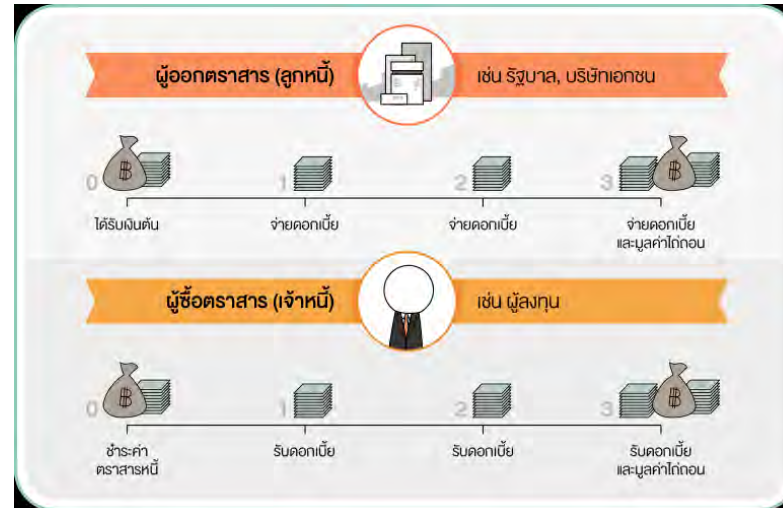 ผู้ออกตราสาร (ลูกหนี้)
เช่น รัฐบาล, บริษัทเอกชน
0 ฿
1
2
3 ฿
ได้รับเงินต้น
จ่ายดอกเบี้ย
จ่ายดอกเบี้ย
จ่ายดอกเบี้ย
และมูลค่าไถ่ถอน
ผู้ซื้อตราสาร (เจ้าหนี้)
เช่น ผู้ลงทุน
0 ฿
1
2
3 ฿
ชำระค่า
ตราสารหนี้
รับดอกเบี้ย
รับดอกเบี้ย
รับดอกเบี้ย
และมูลค่าไถ่ถอน